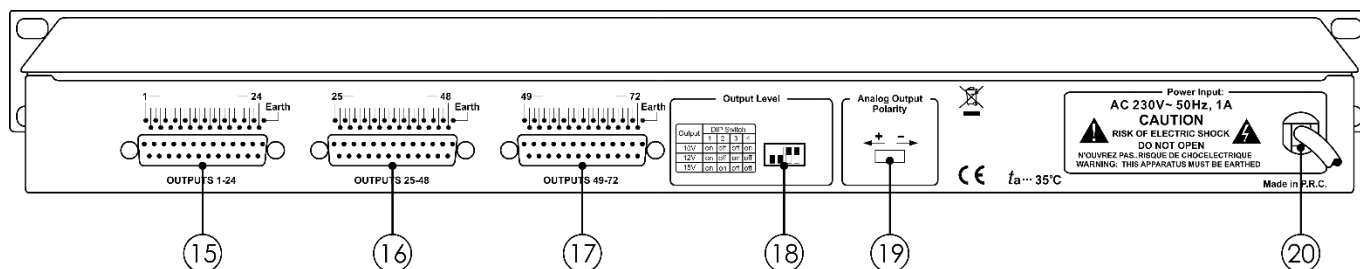 1 24 Earth
OUTPUTS 1-24
25 48 Earth
OUTPUTS 25-48
49 72 Earth
OUTPUTS 49-72
Output Level
Output DIP Switch
1 2 3 4
10V on off off on
12V off on on off
15V on on off off
Analog Output
Polarity
+ -
CE ta... 35℃
Power Input:
AC 230V~ 50Hz, 1A
CAUTION
RISK OF ELECTRIC SHOCK
DO NOT OPEN
N'OUVREZ PAS..RISQUE DE CHOCELECTRIQUE
WARNING: THIS APPARATUS MUST BE EARTHED
Made in P.R.C.
15 16 17 18 19 20